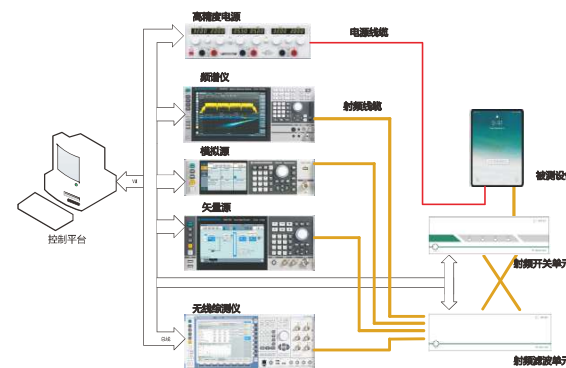 高精度电源
电源线缆
频谱仪
射频线缆
模拟源
被测设
矢量源
控制平台
射频开关单元
无线综测仪
射频滤波单元